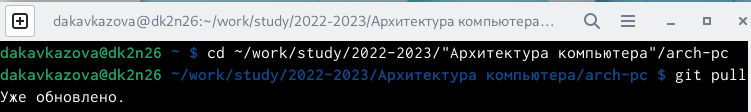 dakavkazova@dk2n26:~/work/study/2022-2023/Архитектура компьютера...
dakavkazova@dk2n26 ~ $ cd ~/work/study/2022-2023/"Архитектура компьютера"/arch-pc
dakavkazova@dk2n26 ~/work/study/2022-2023/Архитектура компьютера/arch-pc $ git pull
Уже обновлено.